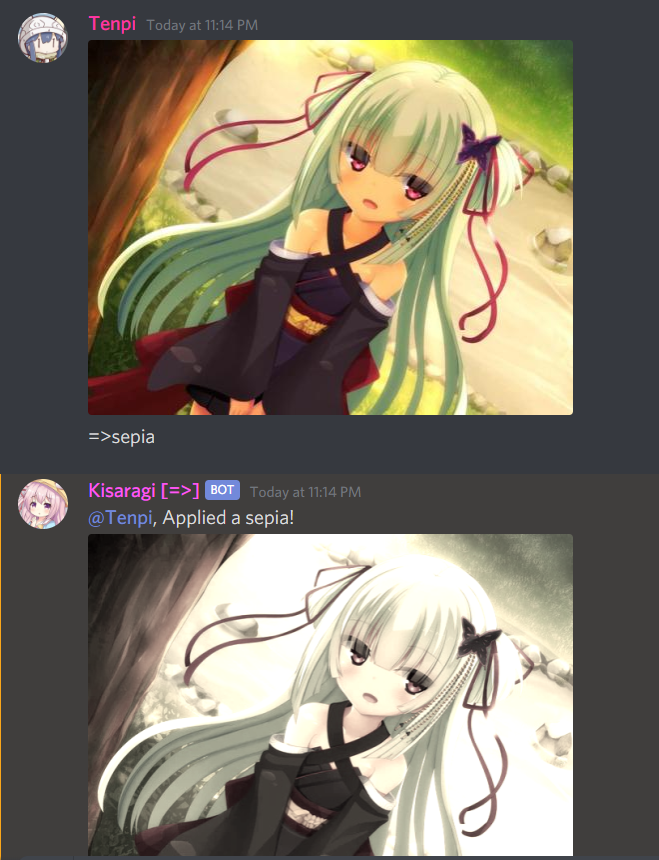 Tenpi Today at 11:14 PM
=>sepia
Kisaragi [=>] BOT Today at 11:14 PM
@Tenpi, Applied a sepia!